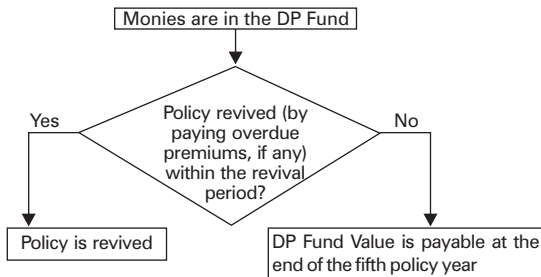 Monies are in the DP Fund
Yes
Policy revived (by
paying overdue
premiums, if any)
within the revival
period?
No
Policy is revived
DP Fund Value is payable at the
end of the fifth policy year